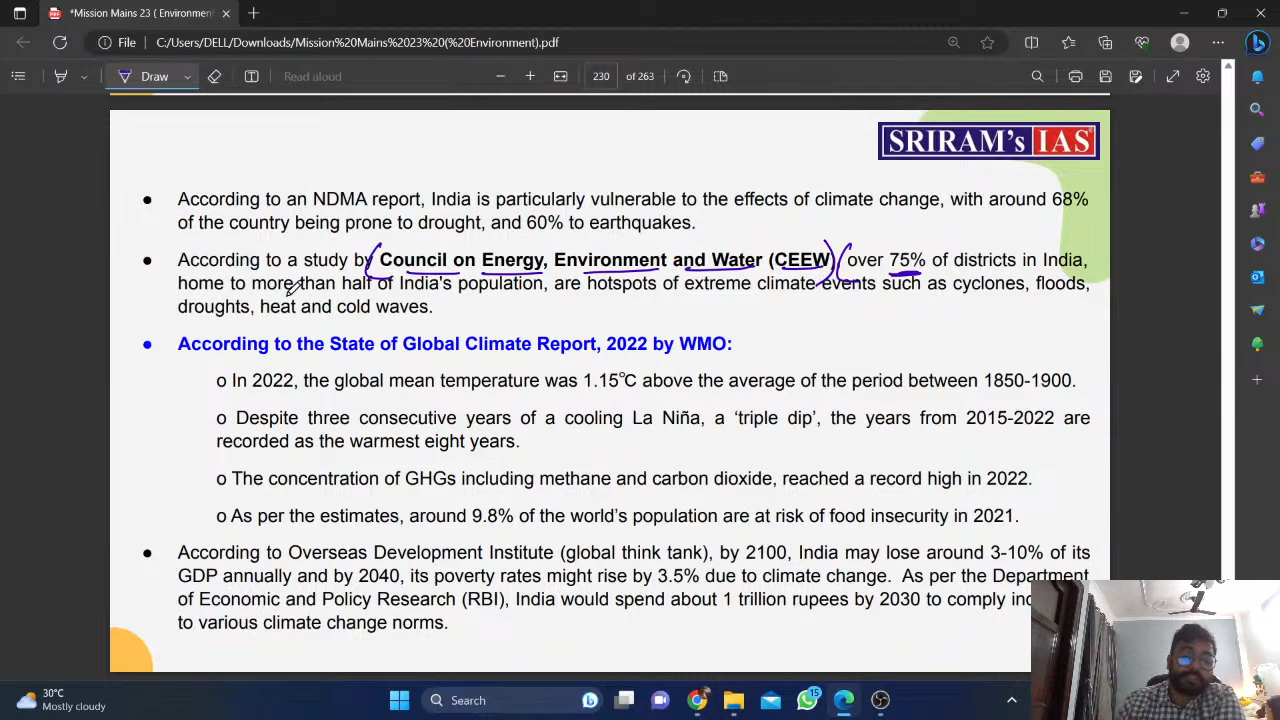 *Mission Mains 23 ( Environment
File
C:/Users/DELL/Downloads/Mission%20Mains%2023%20(%20Environment).pdf
Draw
Read aloud
230 of 263
SRIRAM's IAS
● According to an NDMA report, India is particularly vulnerable to the effects of climate change, with around 68%
of the country being prone to drought, and 60% to earthquakes.
● According to a study by Council on Energy, Environment and Water (CEEW) over 75% of districts in India,
home to more than half of India's population, are hotspots of extreme climate events such as cyclones, floods,
droughts, heat and cold waves.
● According to the State of Global Climate Report, 2022 by WMO:
o In 2022, the global mean temperature was 1.15℃ above the average of the period between 1850-1900.
o Despite three consecutive years of a cooling La Niña, a ‘triple dip’, the years from 2015-2022 are
recorded as the warmest eight years.
o The concentration of GHGs including methane and carbon dioxide, reached a record high in 2022.
o As per the estimates, around 9.8% of the world’s population are at risk of food insecurity in 2021.
● According to Overseas Development Institute (global think tank), by 2100, India may lose around 3-10% of its
GDP annually and by 2040, its poverty rates might rise by 3.5% due to climate change. As per the Department
of Economic and Policy Research (RBI), India would spend about 1 trillion rupees by 2030 to comply
to various climate change norms.
30°C
Mostly cloudy
Search
15